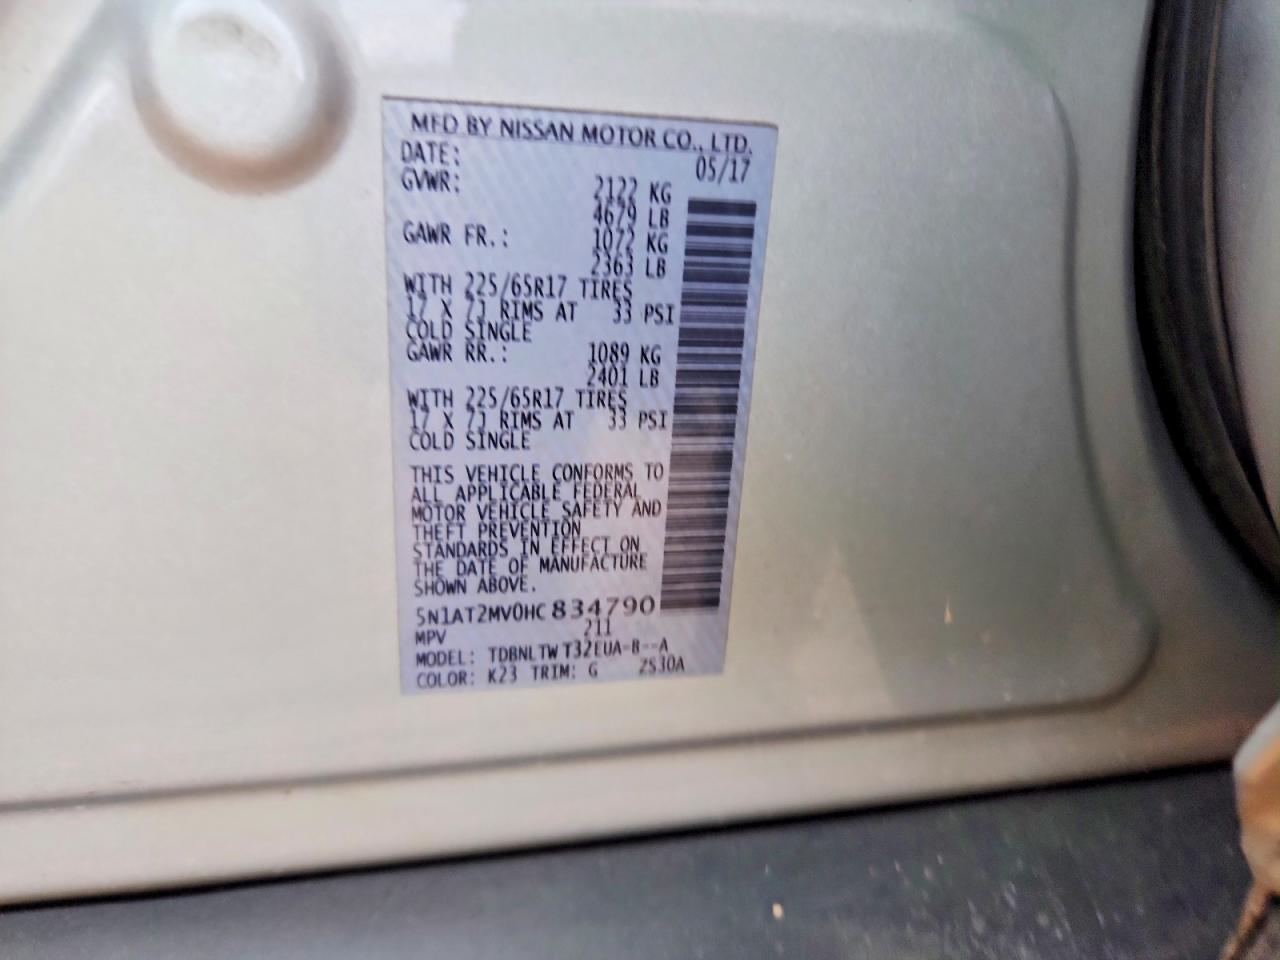 MFD BY NISSAN MOTOR CO., LTD.
DATE: 05/17
GVWR: 2122 KG
4679 LB
GAWR FR.: 1072 KG
2363 LB
WITH 225/65R17 TIRES
17 X 7J RIMS AT 33 PSI
COLD SINGLE
GAWR RR.: 1089 KG
2401 LB
WITH 225/65R17 TIRES
17 X 7J RIMS AT 33 PSI
COLD SINGLE
THIS VEHICLE CONFORMS TO
ALL APPLICABLE FEDERAL
MOTOR VEHICLE SAFETY AND
THEFT PREVENTION
STANDARDS IN EFFECT ON
THE DATE OF MANUFACTURE
SHOWN ABOVE.
5N1AT2MV0HC834790
MPV 211
MODEL: TDBNLTW T32EUA-B--A
COLOR: K23 TRIM: G ZS30A